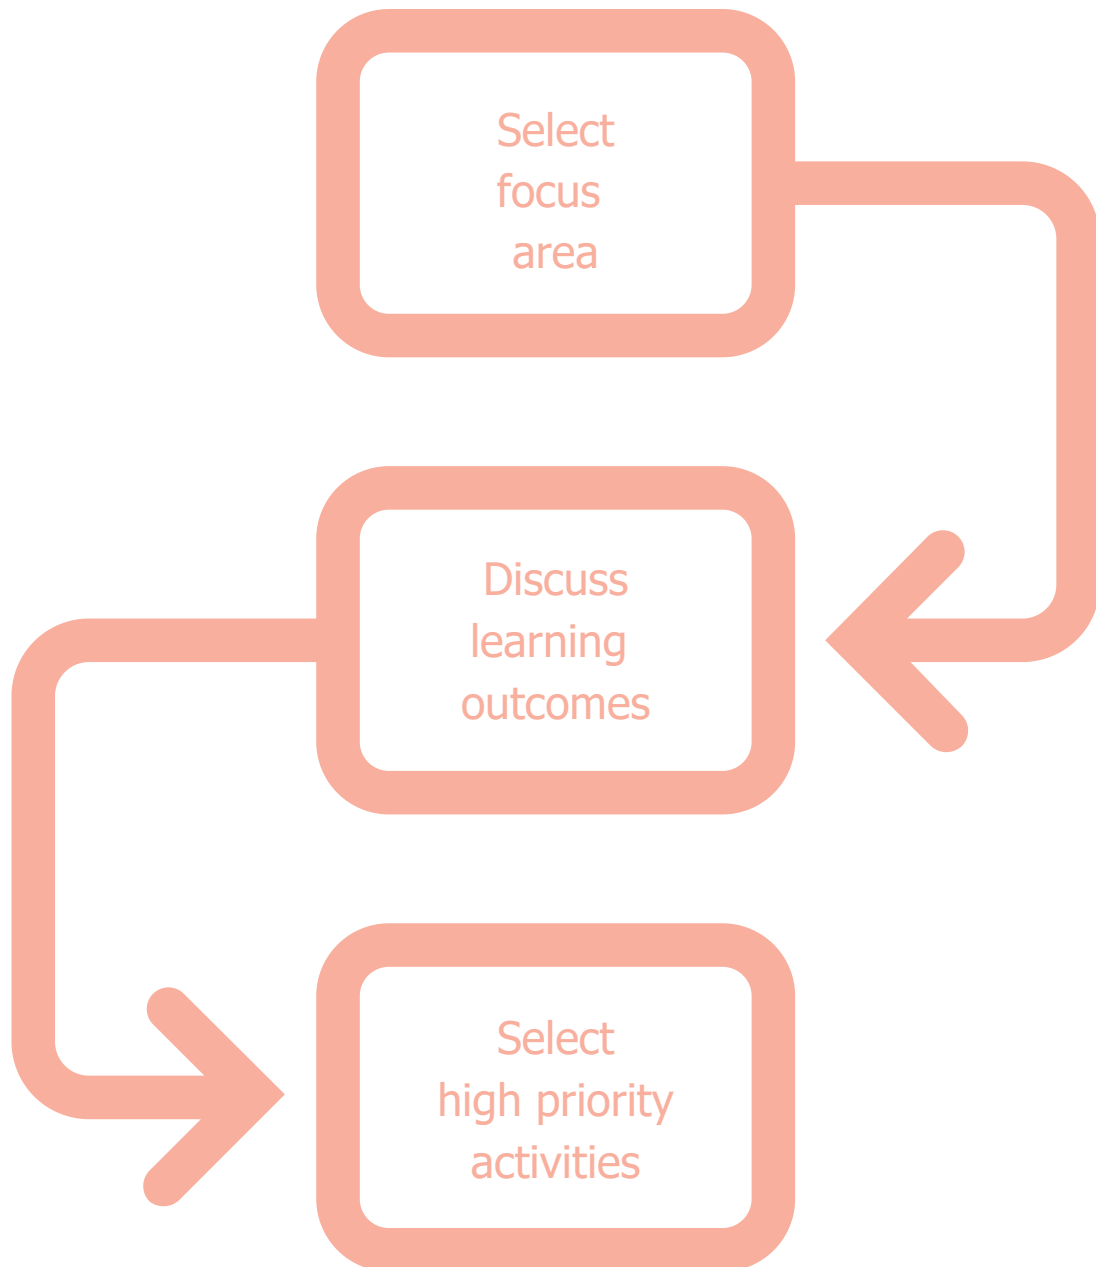 Select
focus
area
Discuss
learning
outcomes
Select
high priority
activities